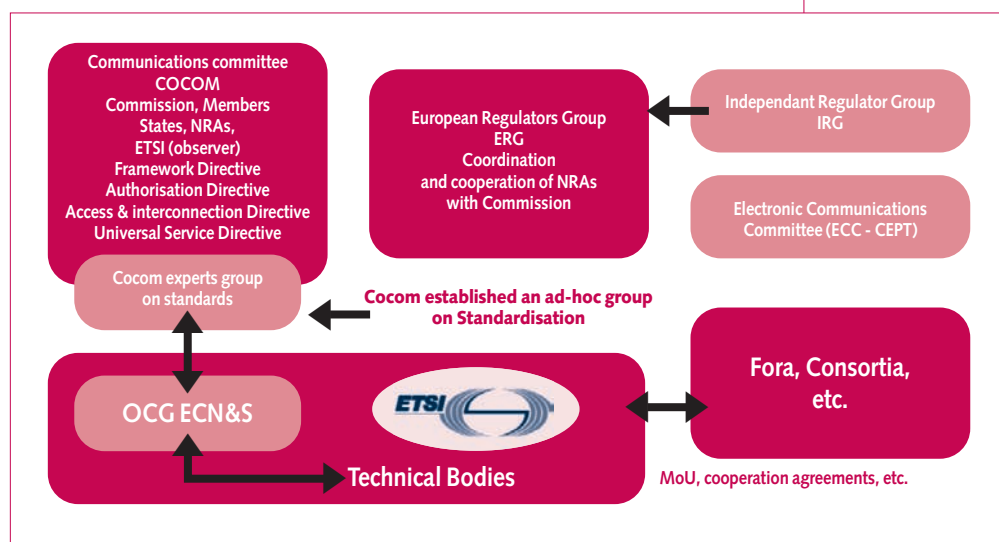 Communications committee
COCOM
Commission, Members
States, NRAs,
ETSI (observer)
Framework Directive
Authorisation Directive
Access & interconnection Directive
Universal Service Directive
Cocom experts group
on standards
European Regulators Group
ERG
Coordination
and cooperation of NRAs
with Commission
Independant Regulator Group
IRG
Electronic Communications
Committee (ECC - CEPT)
Cocom established an ad-hoc group
on Standardisation
OCG ECN&S
ETSI
Technical Bodies
Fora, Consortia,
etc.
MoU, cooperation agreements, etc.